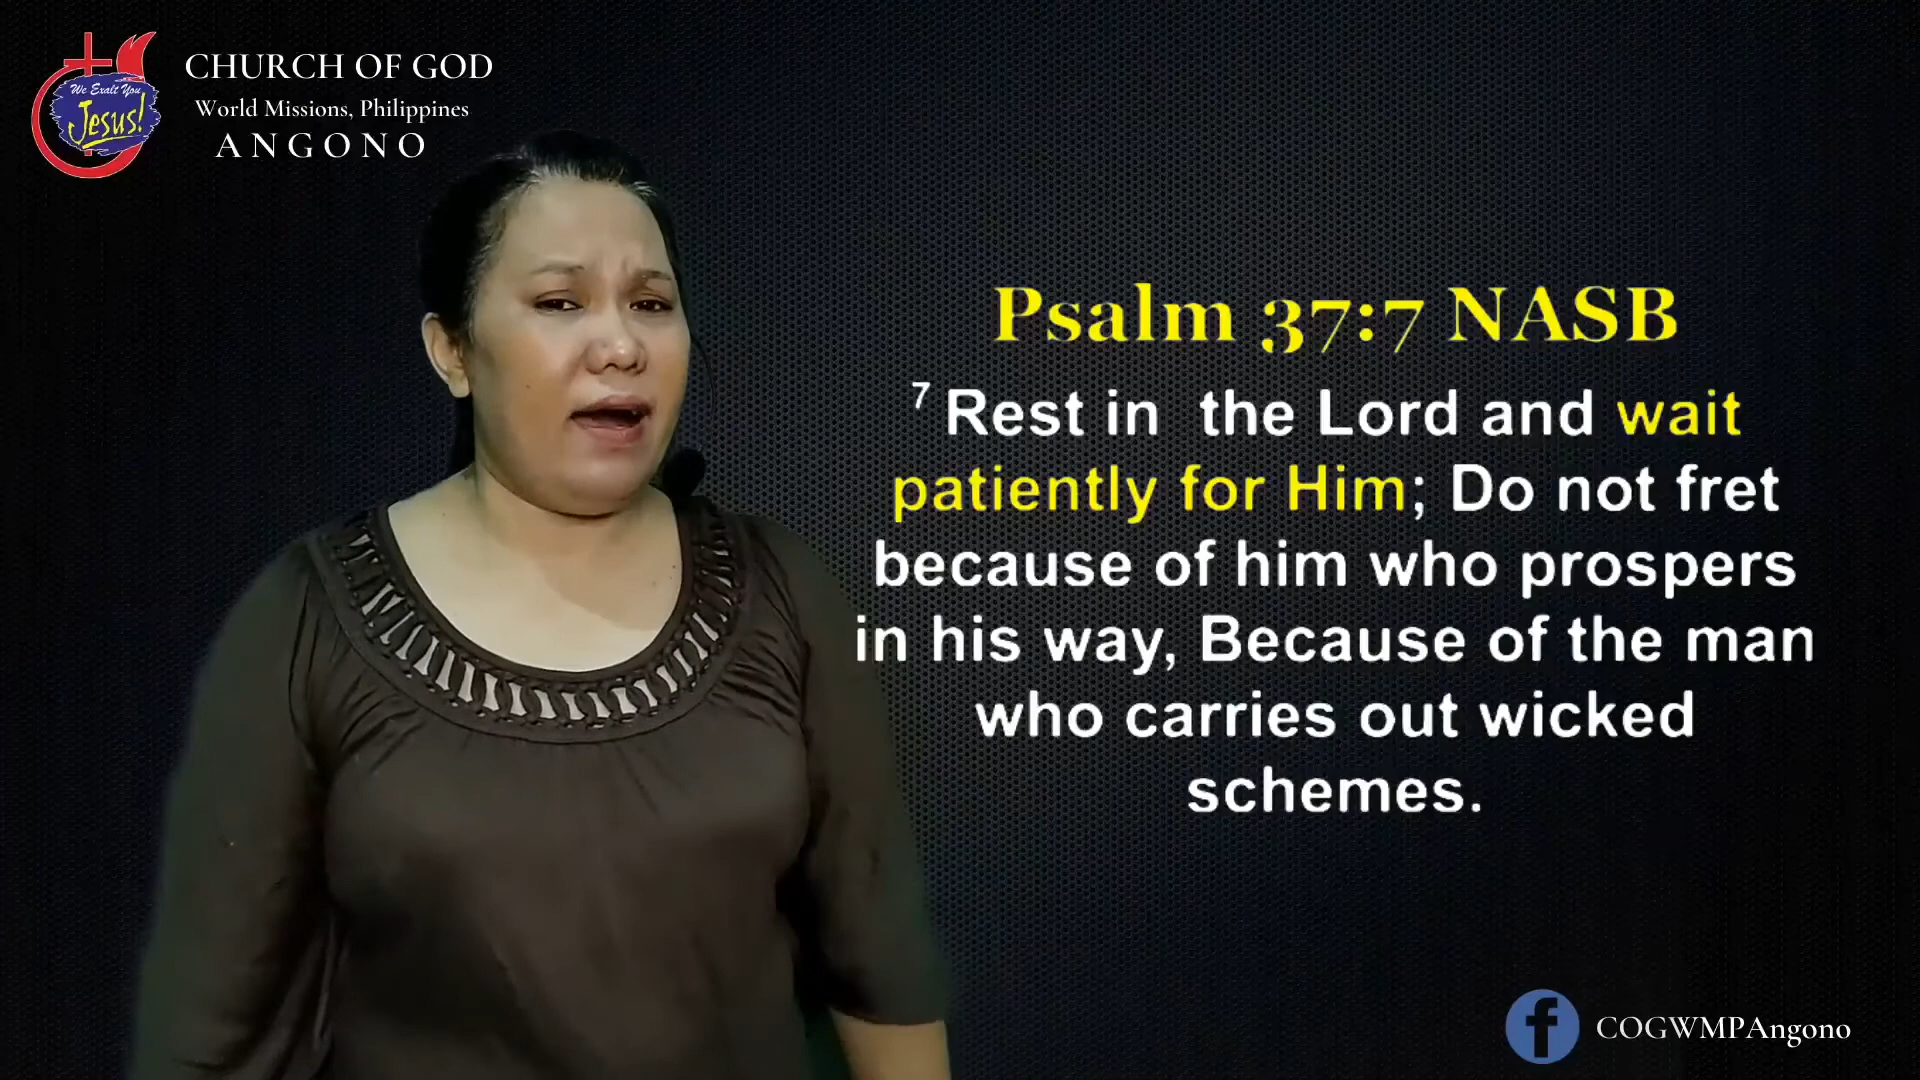 We Exalt You
Jesus!
CHURCH OF GOD
World Missions, Philippines
ANGONO
Psalm 37:7 NASB
7 Rest in the Lord and wait
patiently for Him; Do not fret
because of him who prospers
in his way, Because of the man
who carries out wicked
schemes.
f COGWMPAngono